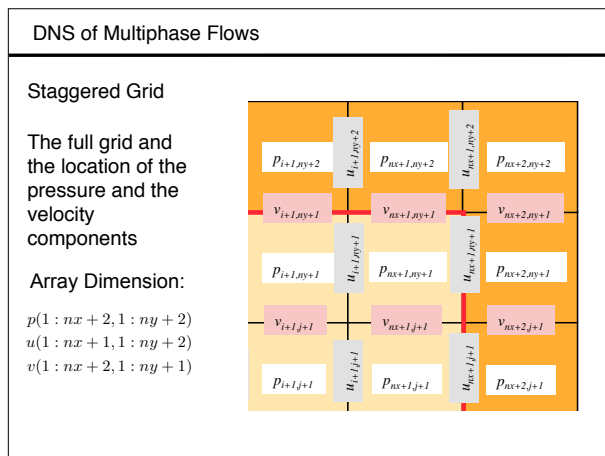 DNS of Multiphase Flows
Staggered Grid
The full grid and
the location of the
pressure and the
velocity
components
Array Dimension:
p(1 : nx + 2, 1 : ny + 2)
u(1 : nx + 1, 1 : ny + 2)
v(1 : nx + 2, 1 : ny + 1)
p_{i+1,ny+2} u_{i+1,ny+2} p_{nx+1,ny+2} u_{nx+1,ny+2} p_{nx+2,ny+2}
v_{i+1,ny+1} v_{nx+1,ny+1} v_{nx+2,ny+1}
p_{i+1,ny+1} u_{i+1,ny+1} p_{nx+1,ny+1} u_{nx+1,ny+1} p_{nx+2,ny+1}
v_{i+1,j+1} v_{nx+1,j+1} v_{nx+2,j+1}
p_{i+1,j+1} u_{i+1,j+1} p_{nx+1,j+1} u_{nx+1,j+1} p_{nx+2,j+1}